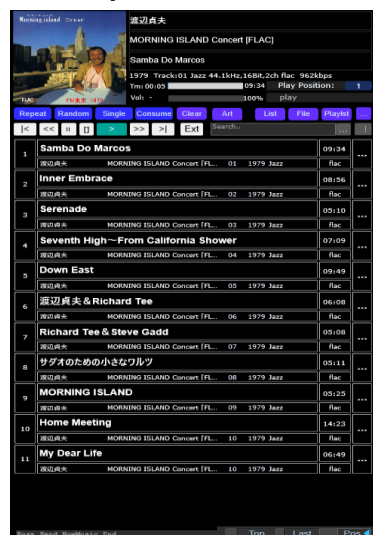 Morning island Concert
渡辺貞夫
MORNING ISLAND Concert [FLAC]
Samba Do Marcos
1979 Track:01 Jazz 44.1kHz,16Bit,2ch flac 962kbps
Tm: 00:05 09:34 Play Position: 1
Vol: - 100% play
FLAC FM東京 1979
Repeat Random Single Consume Clear Art List File Playlist ...
|< << II [] > >> >| Ext Search.. ... |
1 Samba Do Marcos 09:34 ...
渡辺貞夫 MORNING ISLAND Concert [FL... 01 1979 Jazz flac
2 Inner Embrace 08:56 ...
渡辺貞夫 MORNING ISLAND Concert [FL... 02 1979 Jazz flac
3 Serenade 05:10 ...
渡辺貞夫 MORNING ISLAND Concert [FL... 03 1979 Jazz flac
4 Seventh High～From California Shower 07:09 ...
渡辺貞夫 MORNING ISLAND Concert [FL... 04 1979 Jazz flac
5 Down East 09:49 ...
渡辺貞夫 MORNING ISLAND Concert [FL... 05 1979 Jazz flac
6 渡辺貞夫＆Richard Tee 06:08 ...
渡辺貞夫 MORNING ISLAND Concert [FL... 06 1979 Jazz flac
7 Richard Tee＆Steve Gadd 05:08 ...
渡辺貞夫 MORNING ISLAND Concert [FL... 07 1979 Jazz flac
8 サダオのための小さなワルツ 05:11 ...
渡辺貞夫 MORNING ISLAND Concert [FL... 08 1979 Jazz flac
9 MORNING ISLAND 05:25 ...
渡辺貞夫 MORNING ISLAND Concert [FL... 09 1979 Jazz flac
10 Home Meeting 14:23 ...
渡辺貞夫 MORNING ISLAND Concert [FL... 10 1979 Jazz flac
11 My Dear Life 06:49 ...
渡辺貞夫 MORNING ISLAND Concert [FL... 10 1979 Jazz flac
Top Last Pos